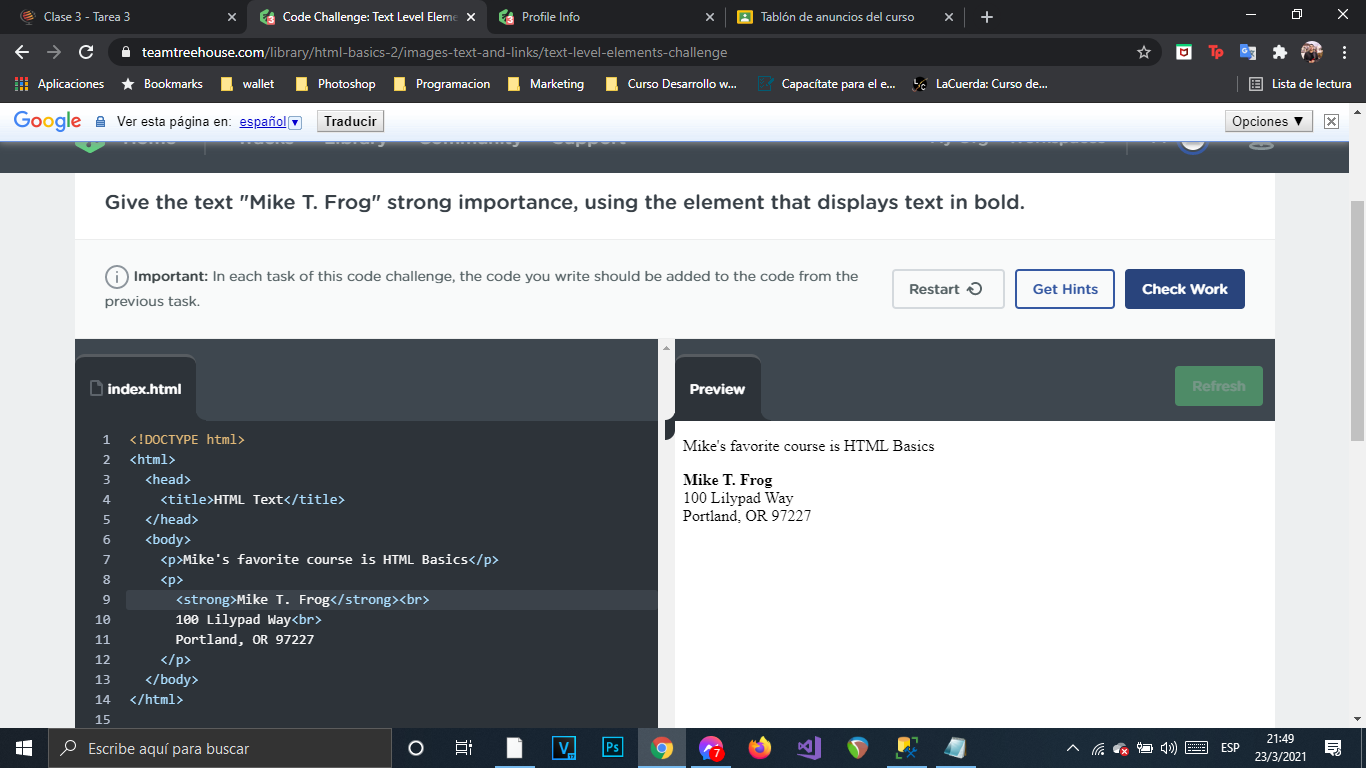 Clase 3 - Tarea 3
Code Challenge: Text Level Eleme
Profile Info
Tablón de anuncios del curso
teamtreehouse.com/library/html-basics-2/images-text-and-links/text-level-elements-challenge
Aplicaciones Bookmarks wallet Photoshop Programacion Marketing Curso Desarrollo w... Capacítate para el e... LaCuerda: Curso de... Lista de lectura
Google Ver esta página en: español Traducir Opciones ▼
Home Tracks Library Community Support
Give the text "Mike T. Frog" strong importance, using the element that displays text in bold.
Important: In each task of this code challenge, the code you write should be added to the code from the
previous task.
Restart Get Hints Check Work
index.html
Preview
Refresh
1 <!DOCTYPE html>
2 <html>
3 <head>
4 <title>HTML Text</title>
5 </head>
6 <body>
7 <p>Mike's favorite course is HTML Basics</p>
8 <p>
9 <strong>Mike T. Frog</strong><br>
10 100 Lilypad Way<br>
11 Portland, OR 97227
12 </p>
13 </body>
14 </html>
15
Mike's favorite course is HTML Basics
Mike T. Frog
100 Lilypad Way
Portland, OR 97227
Escribe aquí para buscar
7
ESP
21:49
23/3/2021